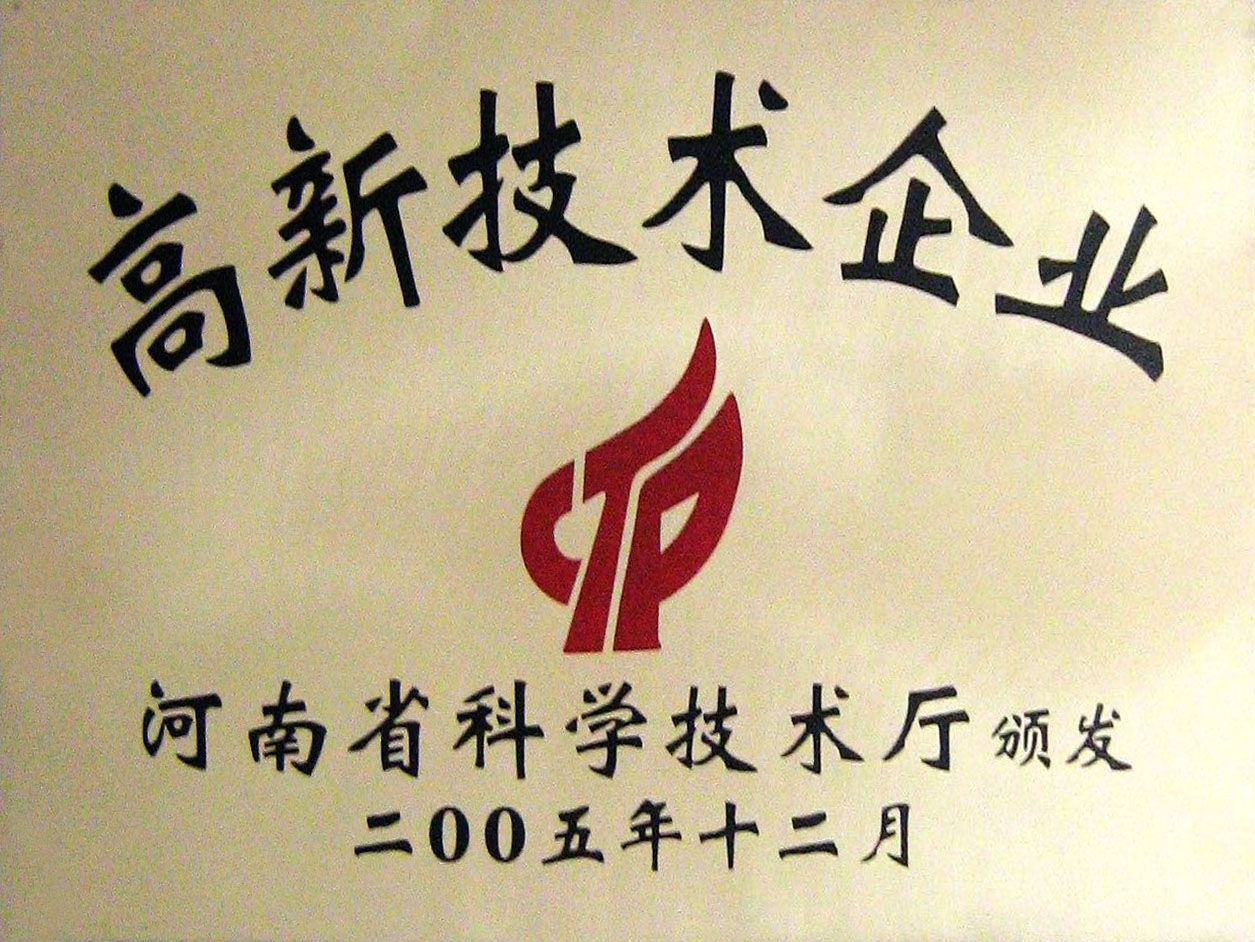 高新技术企业
CTP
河南省科学技术厅颁发
二00五年十二月